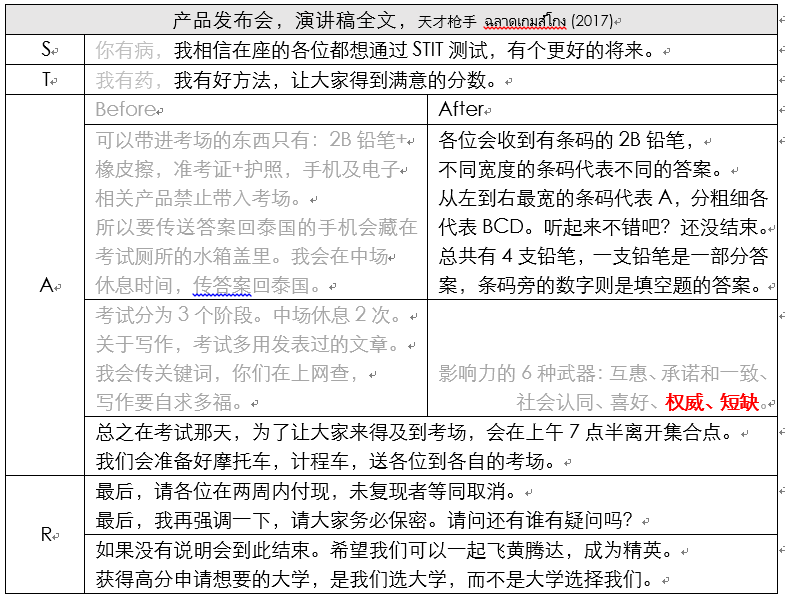 产品发布会，演讲稿全文，天才枪手 ฉลาดเกมส์โกง (2017)
S
你有病，我相信在座的各位都想通过 STIT 测试，有个更好的将来。
T
我有药，我有好方法，让大家得到满意的分数。
A
Before
After
可以带进考场的东西只有：2B 铅笔+
橡皮擦，准考证+护照，手机及电子
相关产品禁止带入考场。
所以要传送答案回泰国的手机会藏在
考试厕所的水箱盖里。我会在中场
休息时间，传答案回泰国。
各位会收到有条码的 2B 铅笔，
不同宽度的条码代表不同的答案。
从左到右最宽的条码代表 A，分粗细各
代表 BCD。听起来不错吧？还没结束。
总共有 4 支铅笔，一支铅笔是一部分答
案，条码旁的数字则是填空题的答案。
考试分为 3 个阶段。中场休息 2 次。
关于写作，考试多用发表过的文章。
我会传关键词，你们在上网查，
写作要自求多福。
影响力的 6 种武器：互惠、承诺和一致、
社会认同、喜好、权威、短缺。
总之在考试那天，为了让大家来得及到考场，会在上午 7 点半离开集合点。
我们会准备好摩托车，计程车，送各位到各自的考场。
R
最后，请各位在两周内付现，未复现者等同取消。
最后，我再强调一下，请大家务必保密。请问还有谁有疑问吗？
如果没有说明会到此结束。希望我们可以一起飞黄腾达，成为精英。
获得高分申请想要的大学，是我们选大学，而不是大学选择我们。